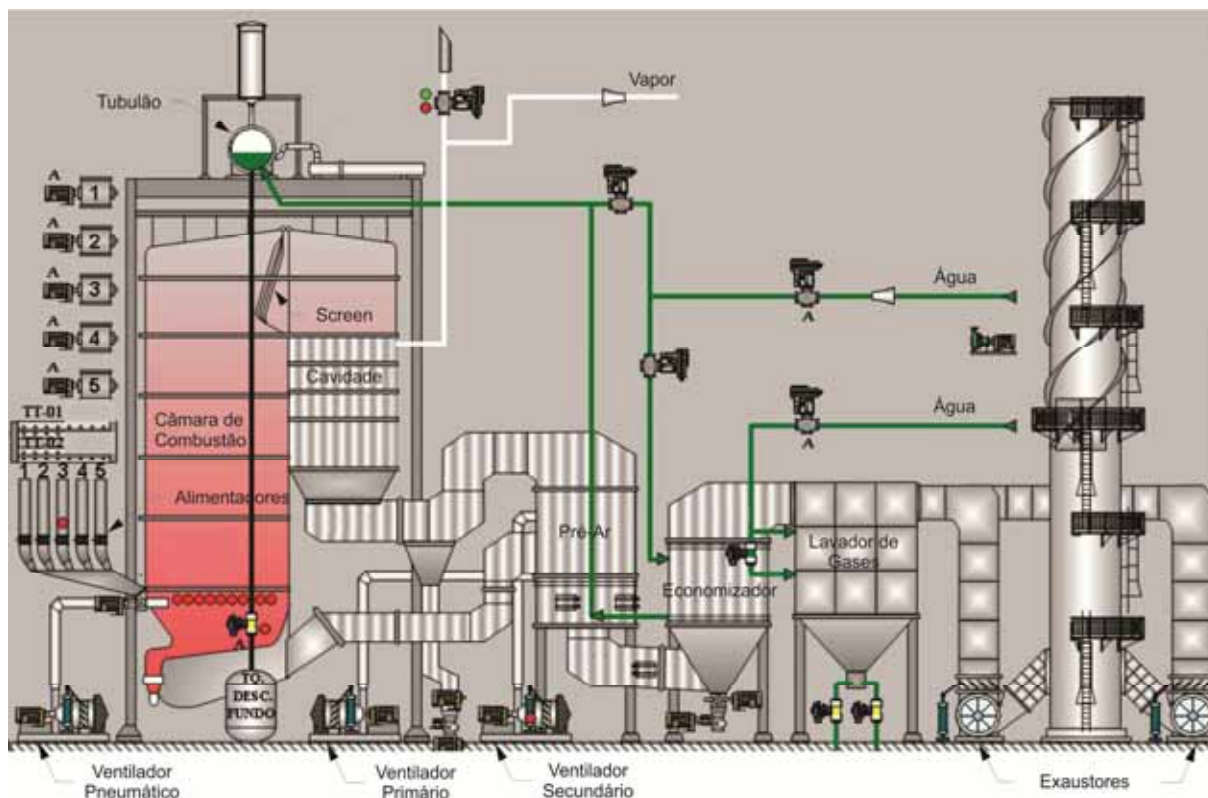 Vapor
Tubulão
A
1
A
2
Água
A
3
A
Screen
A
4
Cavidade
A
5
Água
TT-01
Câmara de
Combustão
A
TT-02
1 2 3 4 5
Alimentadores
Pré-Ar
Lavador de
Gases
Economizador
A
TQ.
DESC.
FUNDO
Ventilador
Pneumático
Ventilador
Primário
Ventilador
Secundário
Exaustores